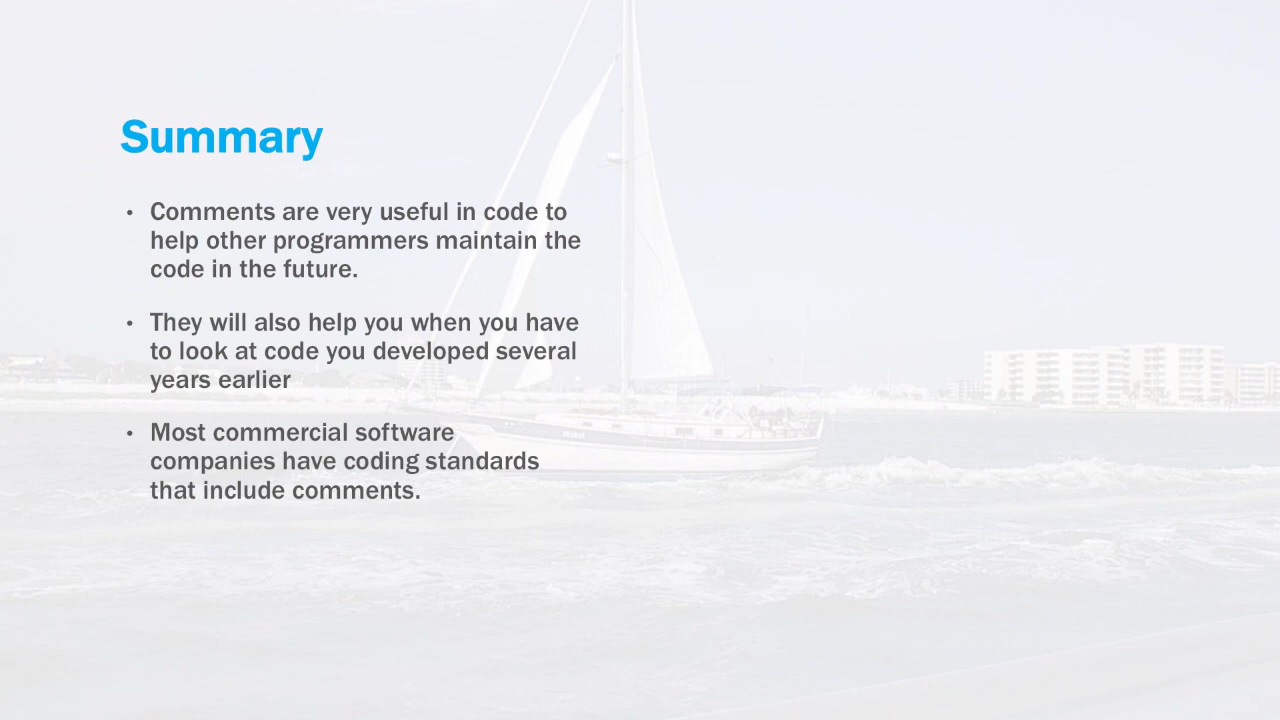 Summary
• Comments are very useful in code to
help other programmers maintain the
code in the future.
• They will also help you when you have
to look at code you developed several
years earlier
• Most commercial software
companies have coding standards
that include comments.